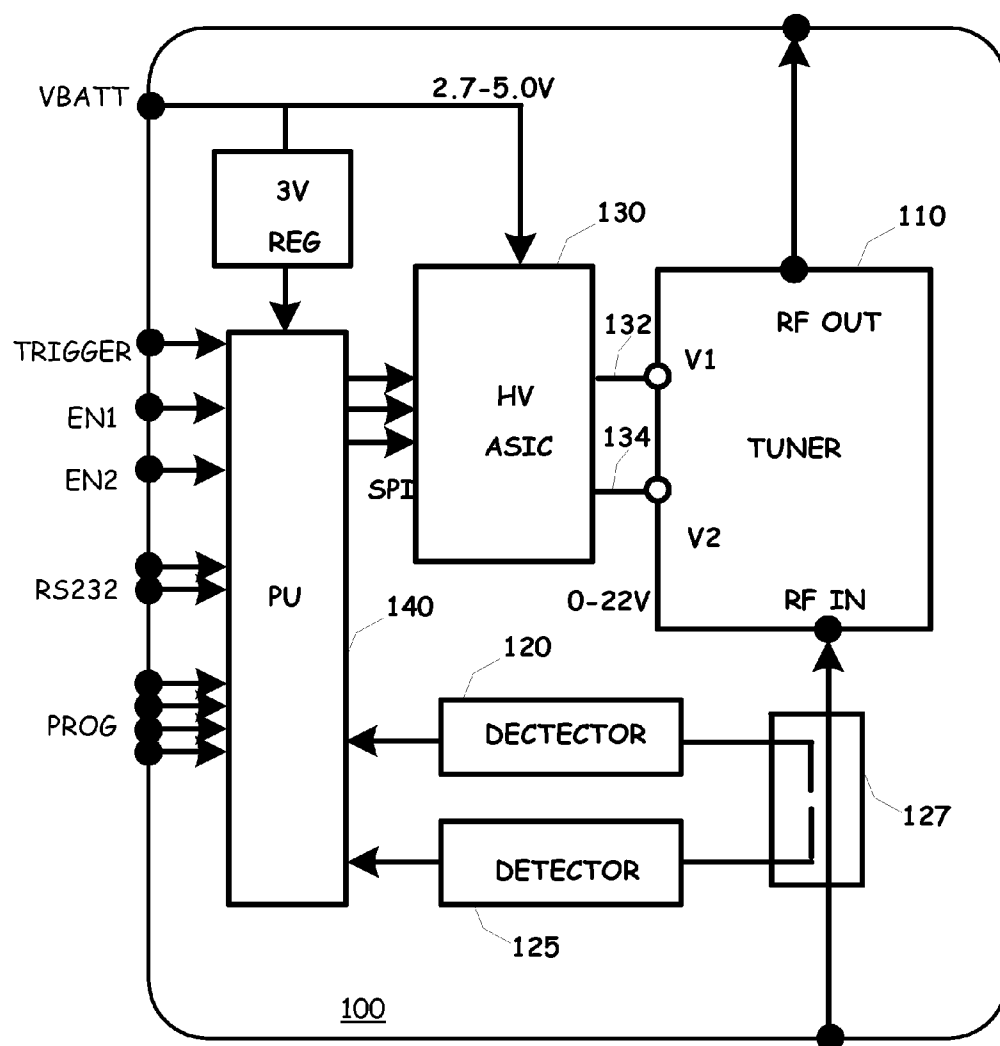 VBATT
2.7-5.0V
3V
REG
130
110
RF OUT
TRIGGER
132
V1
EN1
HV
ASIC
134
TUNER
EN2
SPI
V2
RS232
PU
140
0-22V
RF IN
120
PROG
DECTECTOR
127
DETECTOR
125
100